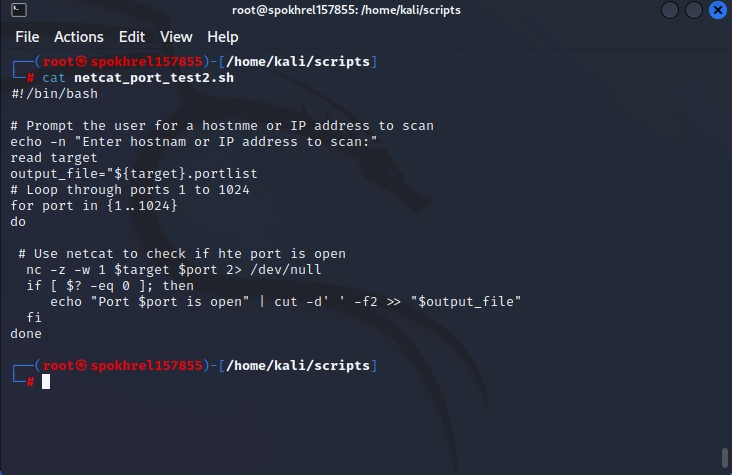 root@spokhrel157855: /home/kali/scripts
File Actions Edit View Help
┌──(root㉿spokhrel157855)-[/home/kali/scripts]
└─# cat netcat_port_test2.sh
#!/bin/bash

# Prompt the user for a hostnme or IP address to scan
echo -n "Enter hostnam or IP address to scan:"
read target
output_file="${target}.portlist
# Loop through ports 1 to 1024
for port in {1..1024}
do

 # Use netcat to check if hte port is open
  nc -z -w 1 $target $port 2> /dev/null
  if [ $? -eq 0 ]; then
     echo "Port $port is open" | cut -d' ' -f2 >> "$output_file"
  fi
done

┌──(root㉿spokhrel157855)-[/home/kali/scripts]
└─#